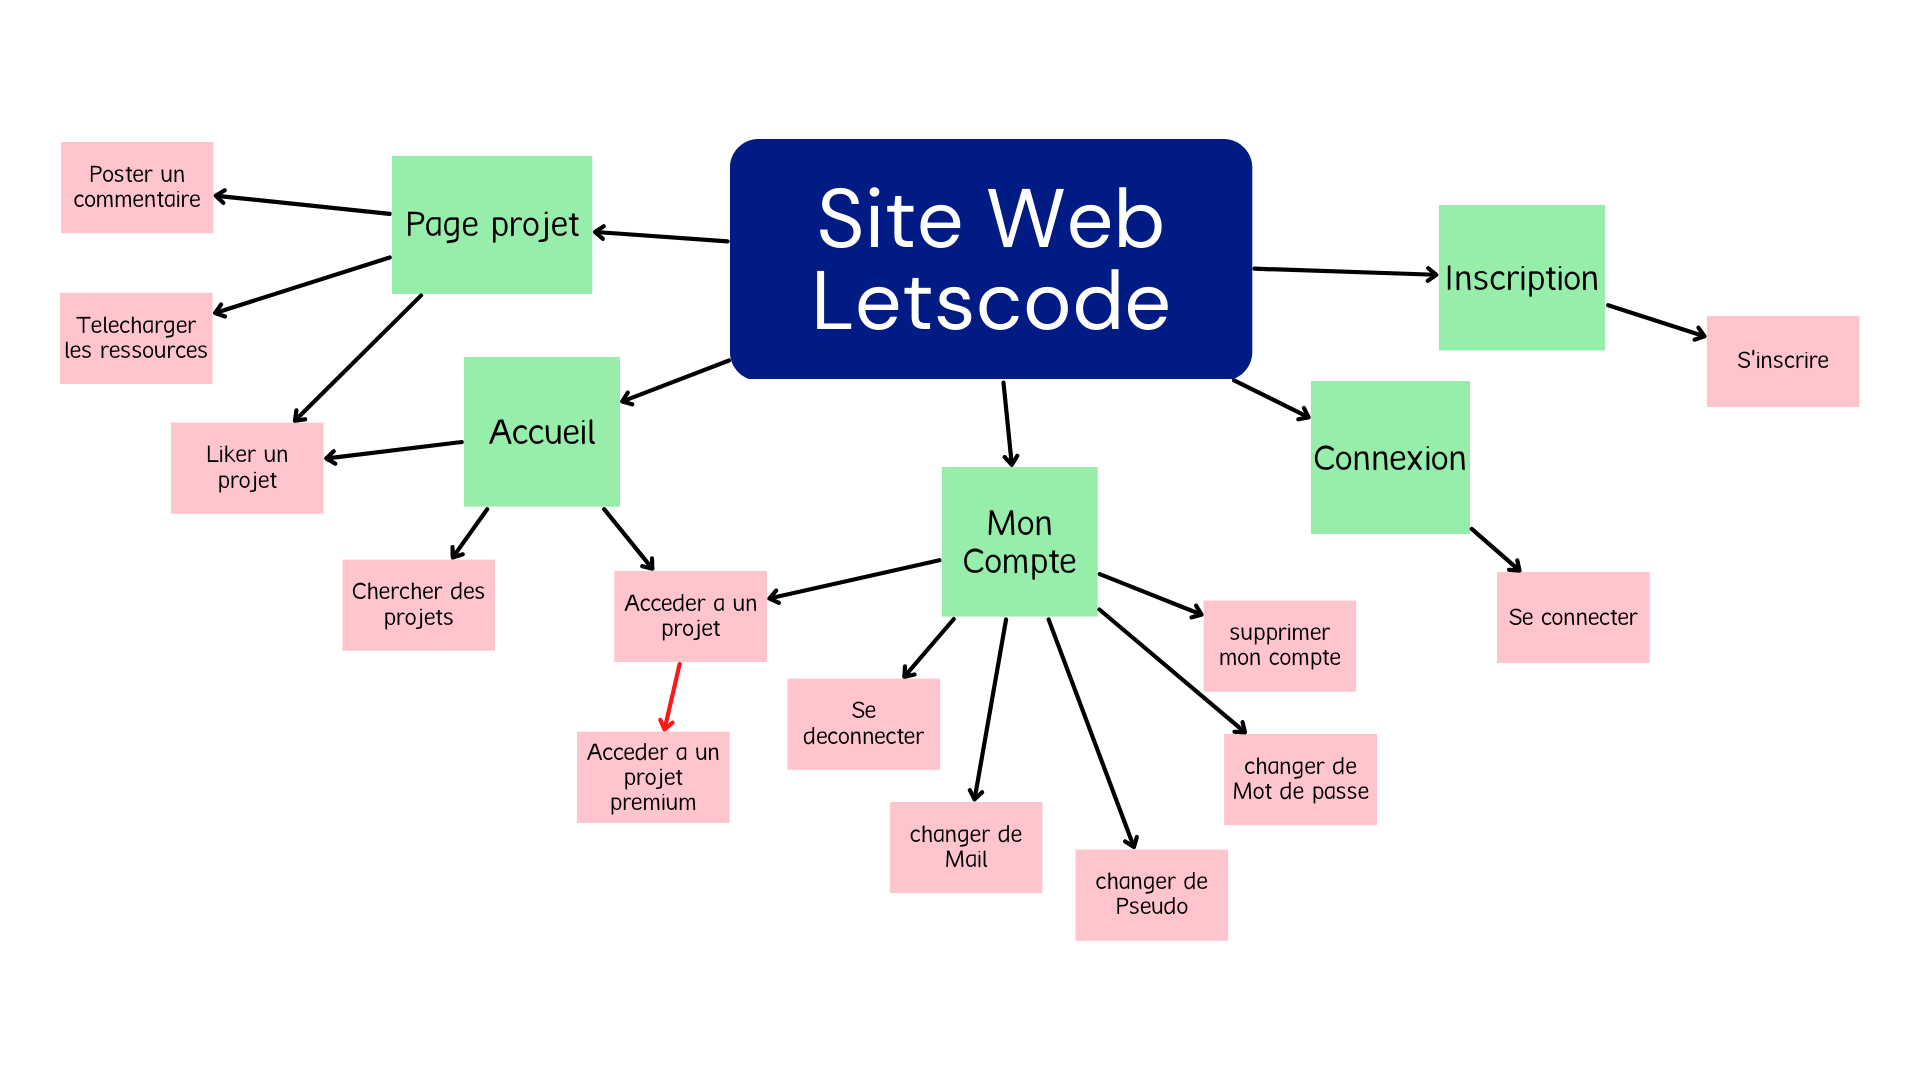 Site Web
Letscode
Poster un
commentaire
Page projet
Inscription
Telecharger
les ressources
S'inscrire
Accueil
Connexion
Liker un
projet
Mon
Compte
Chercher des
projets
Acceder a un
projet
supprimer
mon compte
Se connecter
Se
deconnecter
Acceder a un
projet
premium
changer de
Mot de passe
changer de
Mail
changer de
Pseudo